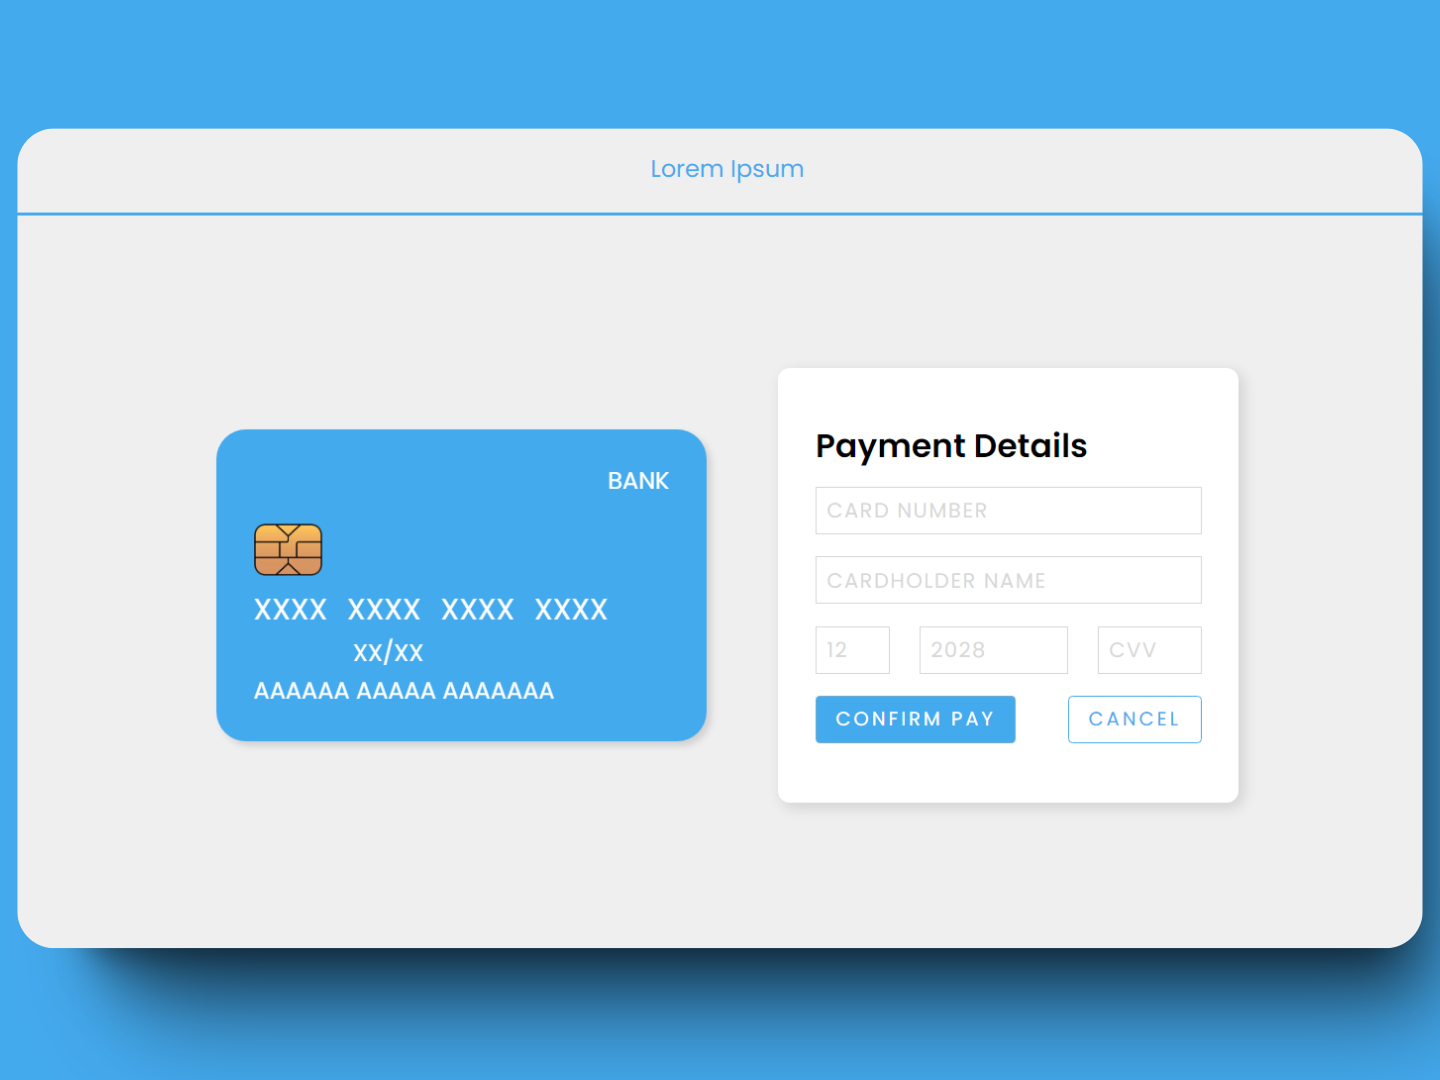 Lorem Ipsum
BANK
XXXX XXXX XXXX XXXX
xx/xx
AAAAAA AAAAA AAAAAAA
Payment Details
CARD NUMBER
CARDHOLDER NAME
12 2028 CVV
CONFIRM PAY CANCEL